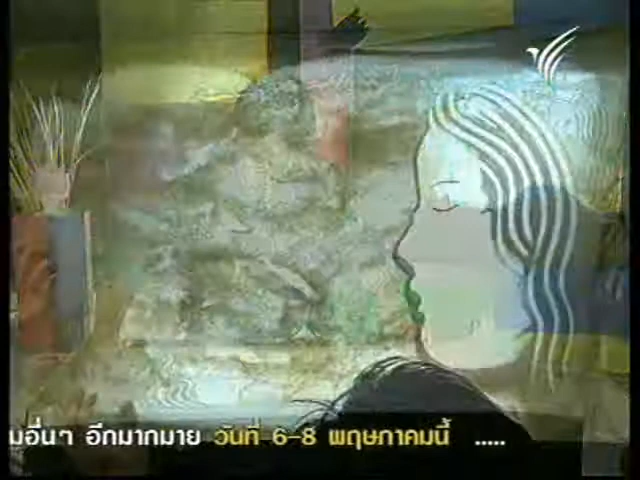 มอื่นๆ อีกมากมาย วันที่ 6-8 พฤษภาคมนี้ .....